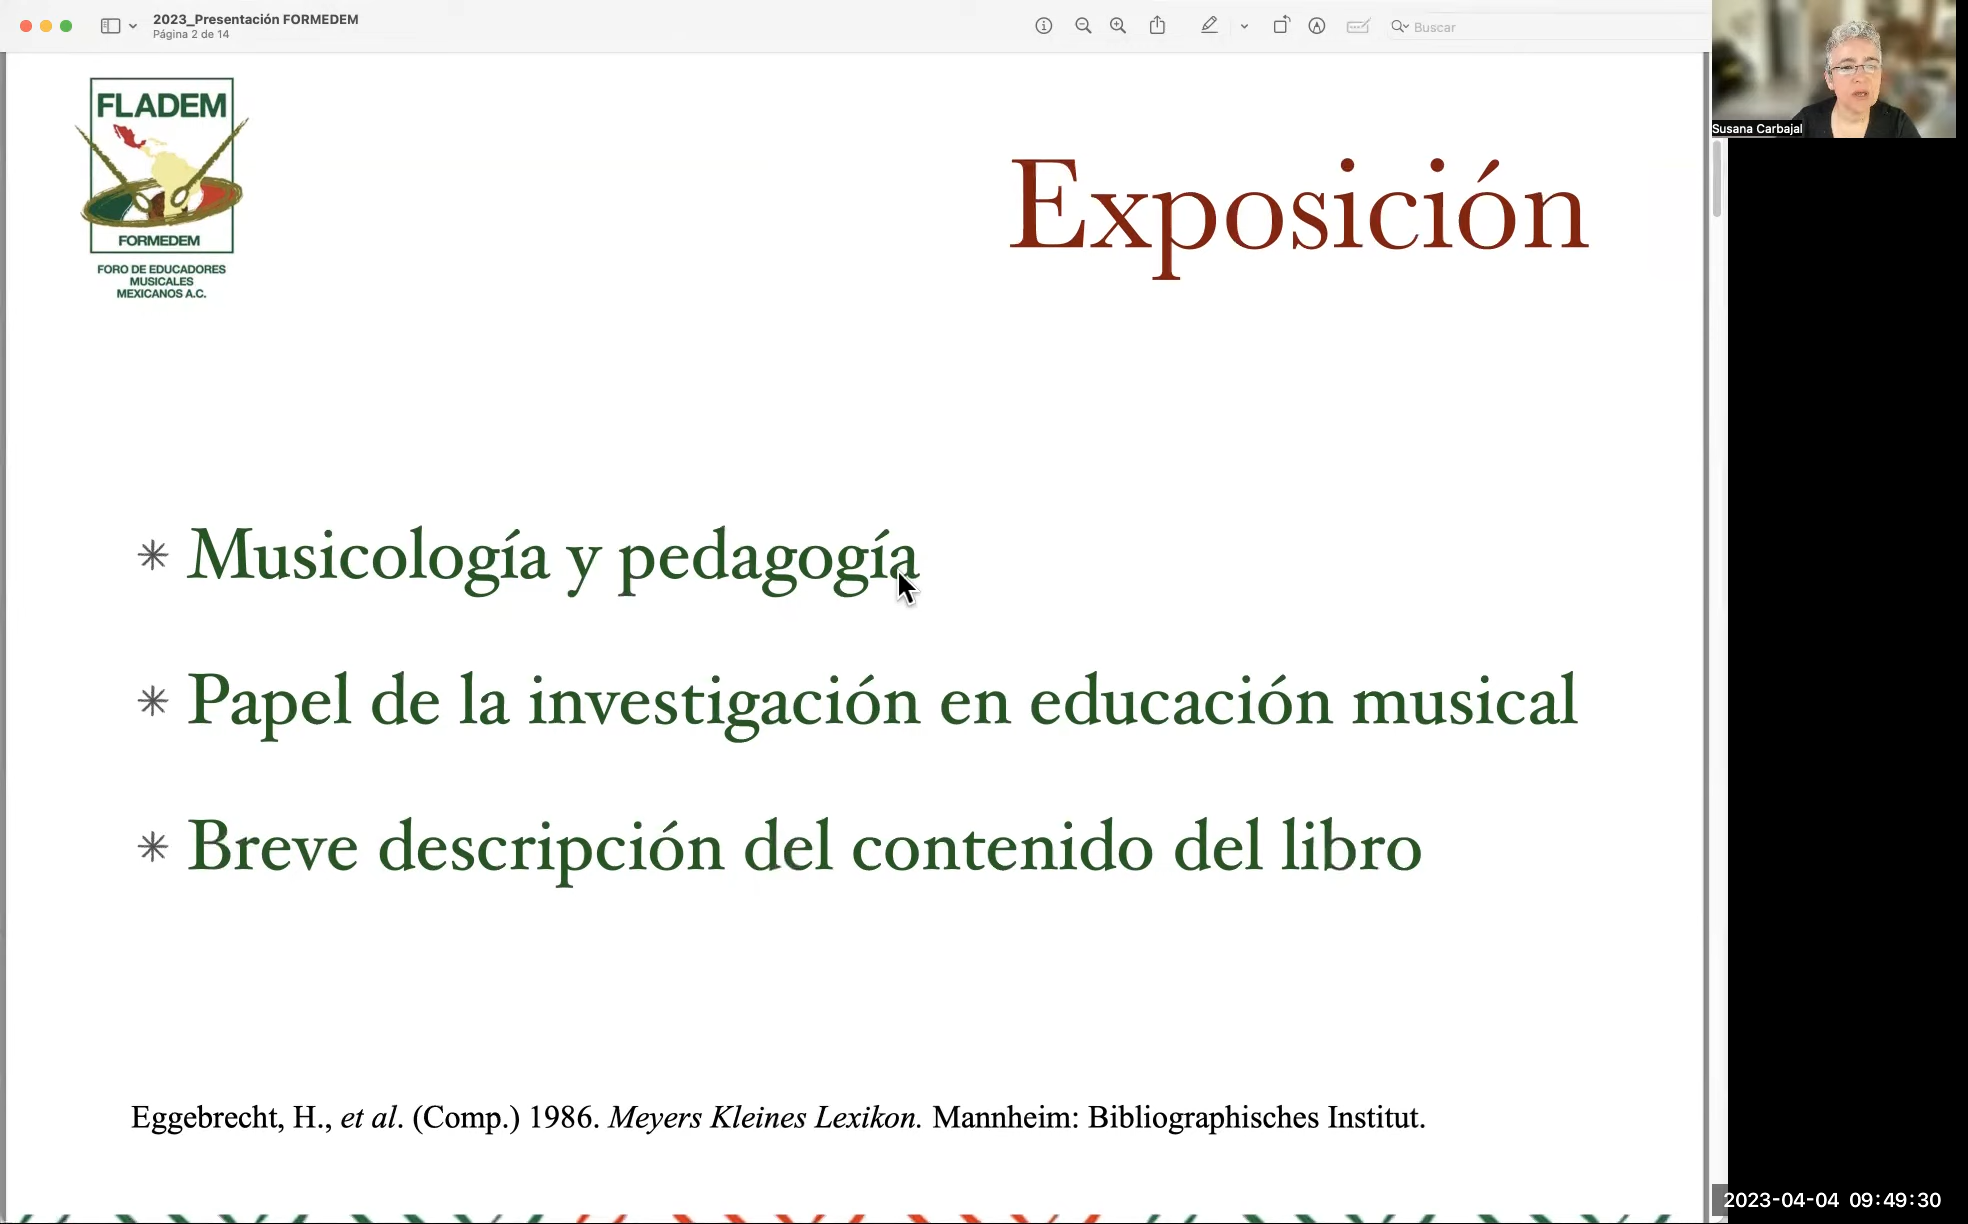 2023_Presentación FORMEDEM
Página 2 de 14
Buscar
Susana Carbajal
FLADEM
FORMEDEM
FORO DE EDUCADORES
MUSICALES
MEXICANOS A.C.
Exposición
Musicología y pedagogía
Papel de la investigación en educación musical
Breve descripción del contenido del libro
Eggebrecht, H., et al. (Comp.) 1986. Meyers Kleines Lexikon. Mannheim: Bibliographisches Institut.
2023-04-04 09:49:30